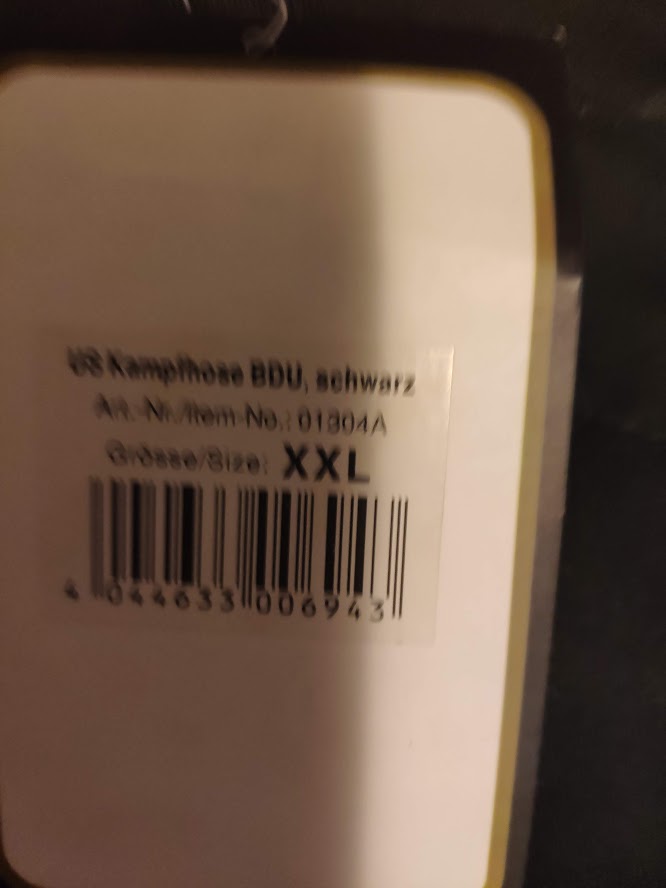 US Kampfhose BDU, schwarz
Art.-Nr./Item-No.: 01304A
Grösse/Size: XXL
4 044633 006943